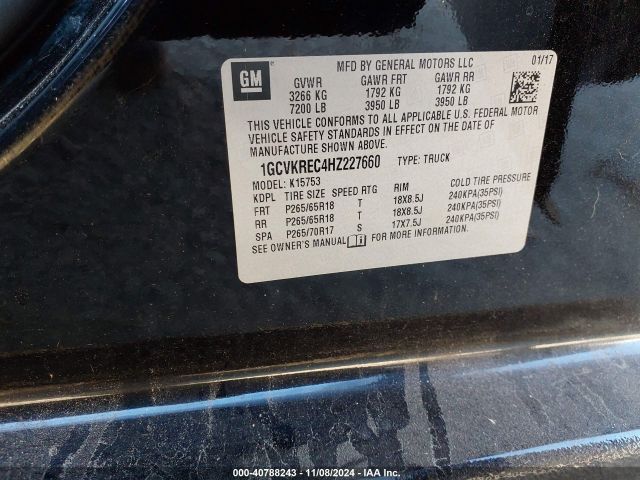 GM
MFD BY GENERAL MOTORS LLC 01/17
GVWR GAWR FRT GAWR RR
3266 KG 1792 KG 1792 KG
7200 LB 3950 LB 3950 LB
THIS VEHICLE CONFORMS TO ALL APPLICABLE U.S. FEDERAL MOTOR
VEHICLE SAFETY STANDARDS IN EFFECT ON THE DATE OF
MANUFACTURE SHOWN ABOVE.
1GCVKREC4HZ227660 TYPE: TRUCK
MODEL: K15753
KDPL TIRE SIZE SPEED RTG RIM COLD TIRE PRESSURE
FRT P265/65R18 T 18X8.5J 240KPA(35PSI)
RR P265/65R18 T 18X8.5J 240KPA(35PSI)
SPA P265/70R17 S 17X7.5J 240KPA(35PSI)
SEE OWNER'S MANUAL FOR MORE INFORMATION.
000-40788243 - 11/08/2024 - IAA Inc.